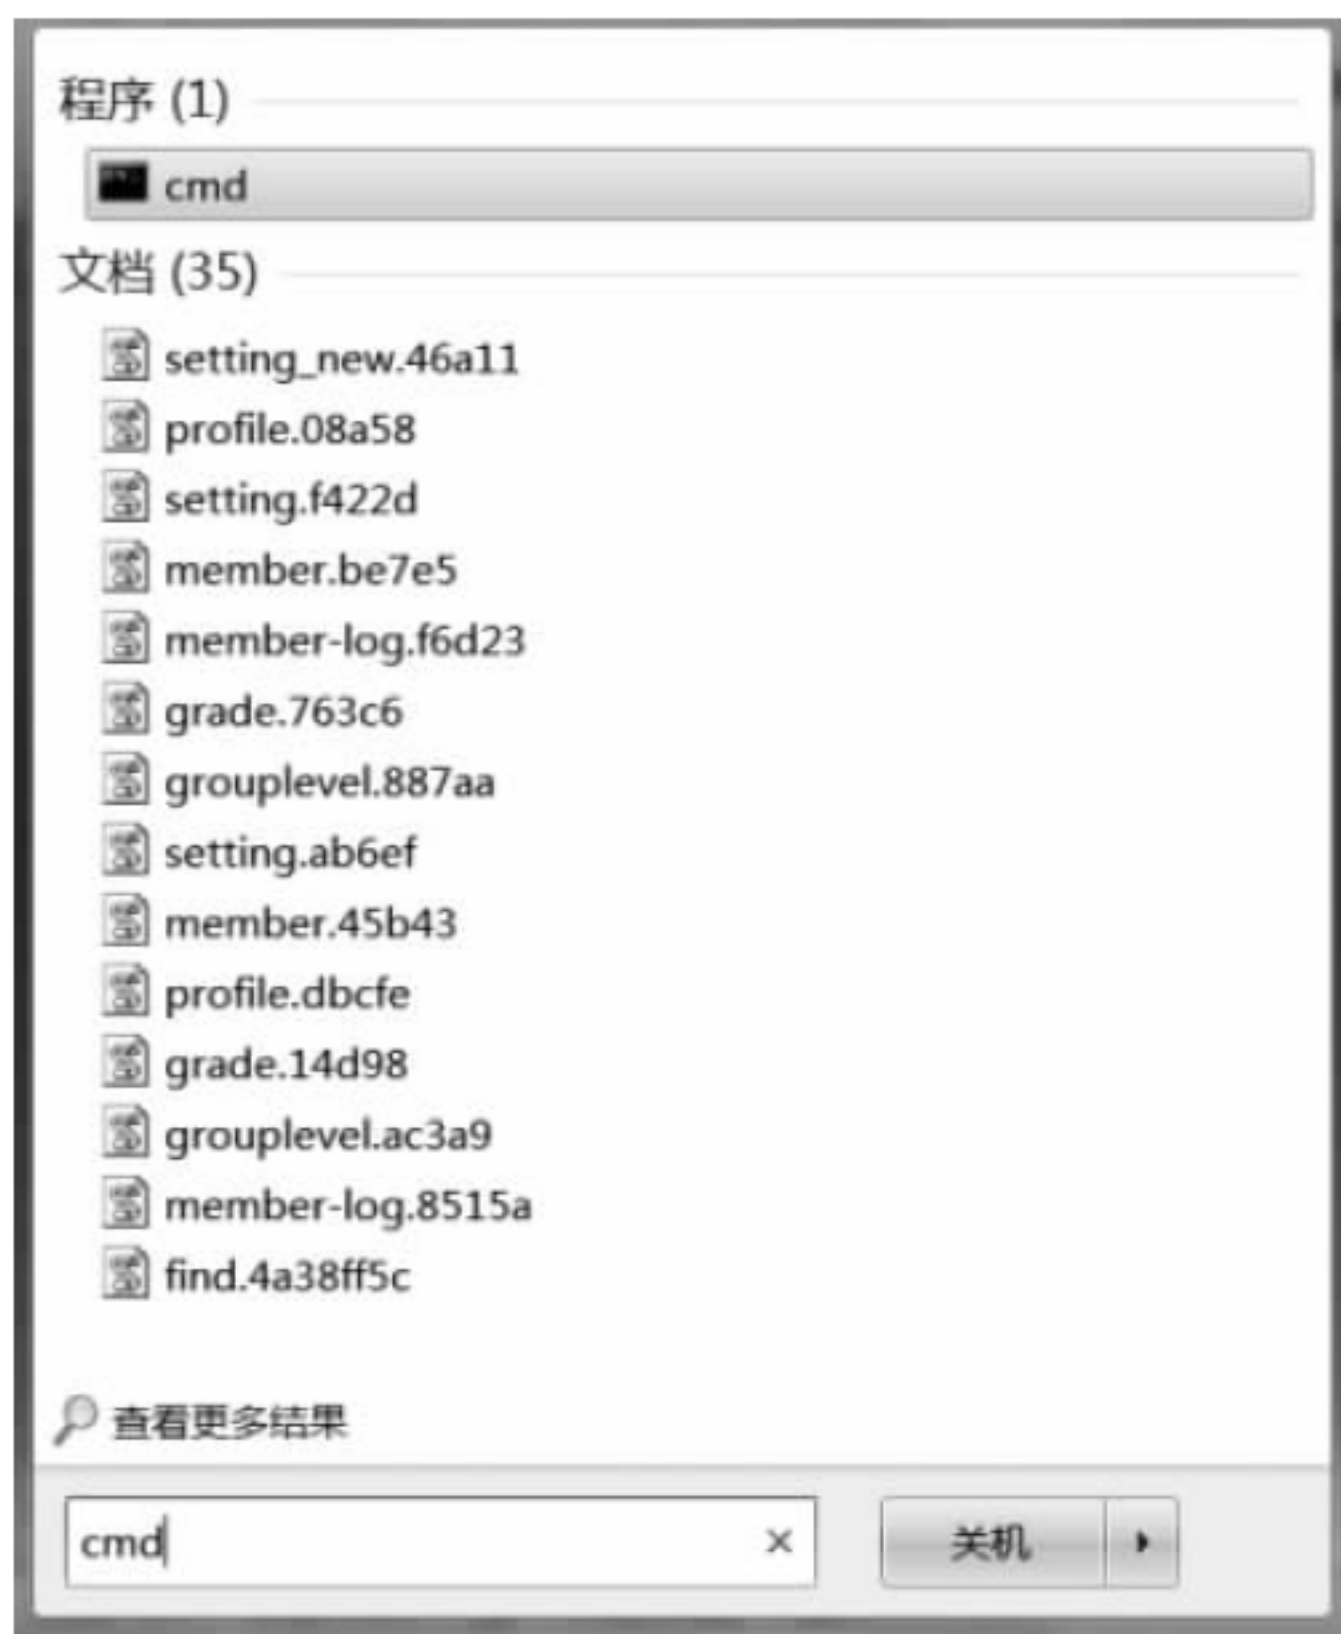 程序 (1)
cmd
文档 (35)
setting_new.46a11
profile.08a58
setting.f422d
member.be7e5
member-log.f6d23
grade.763c6
grouplevel.887aa
setting.ab6ef
member.45b43
profile.dbcfe
grade.14d98
grouplevel.ac3a9
member-log.8515a
find.4a38ff5c
查看更多结果
cmd × 关机